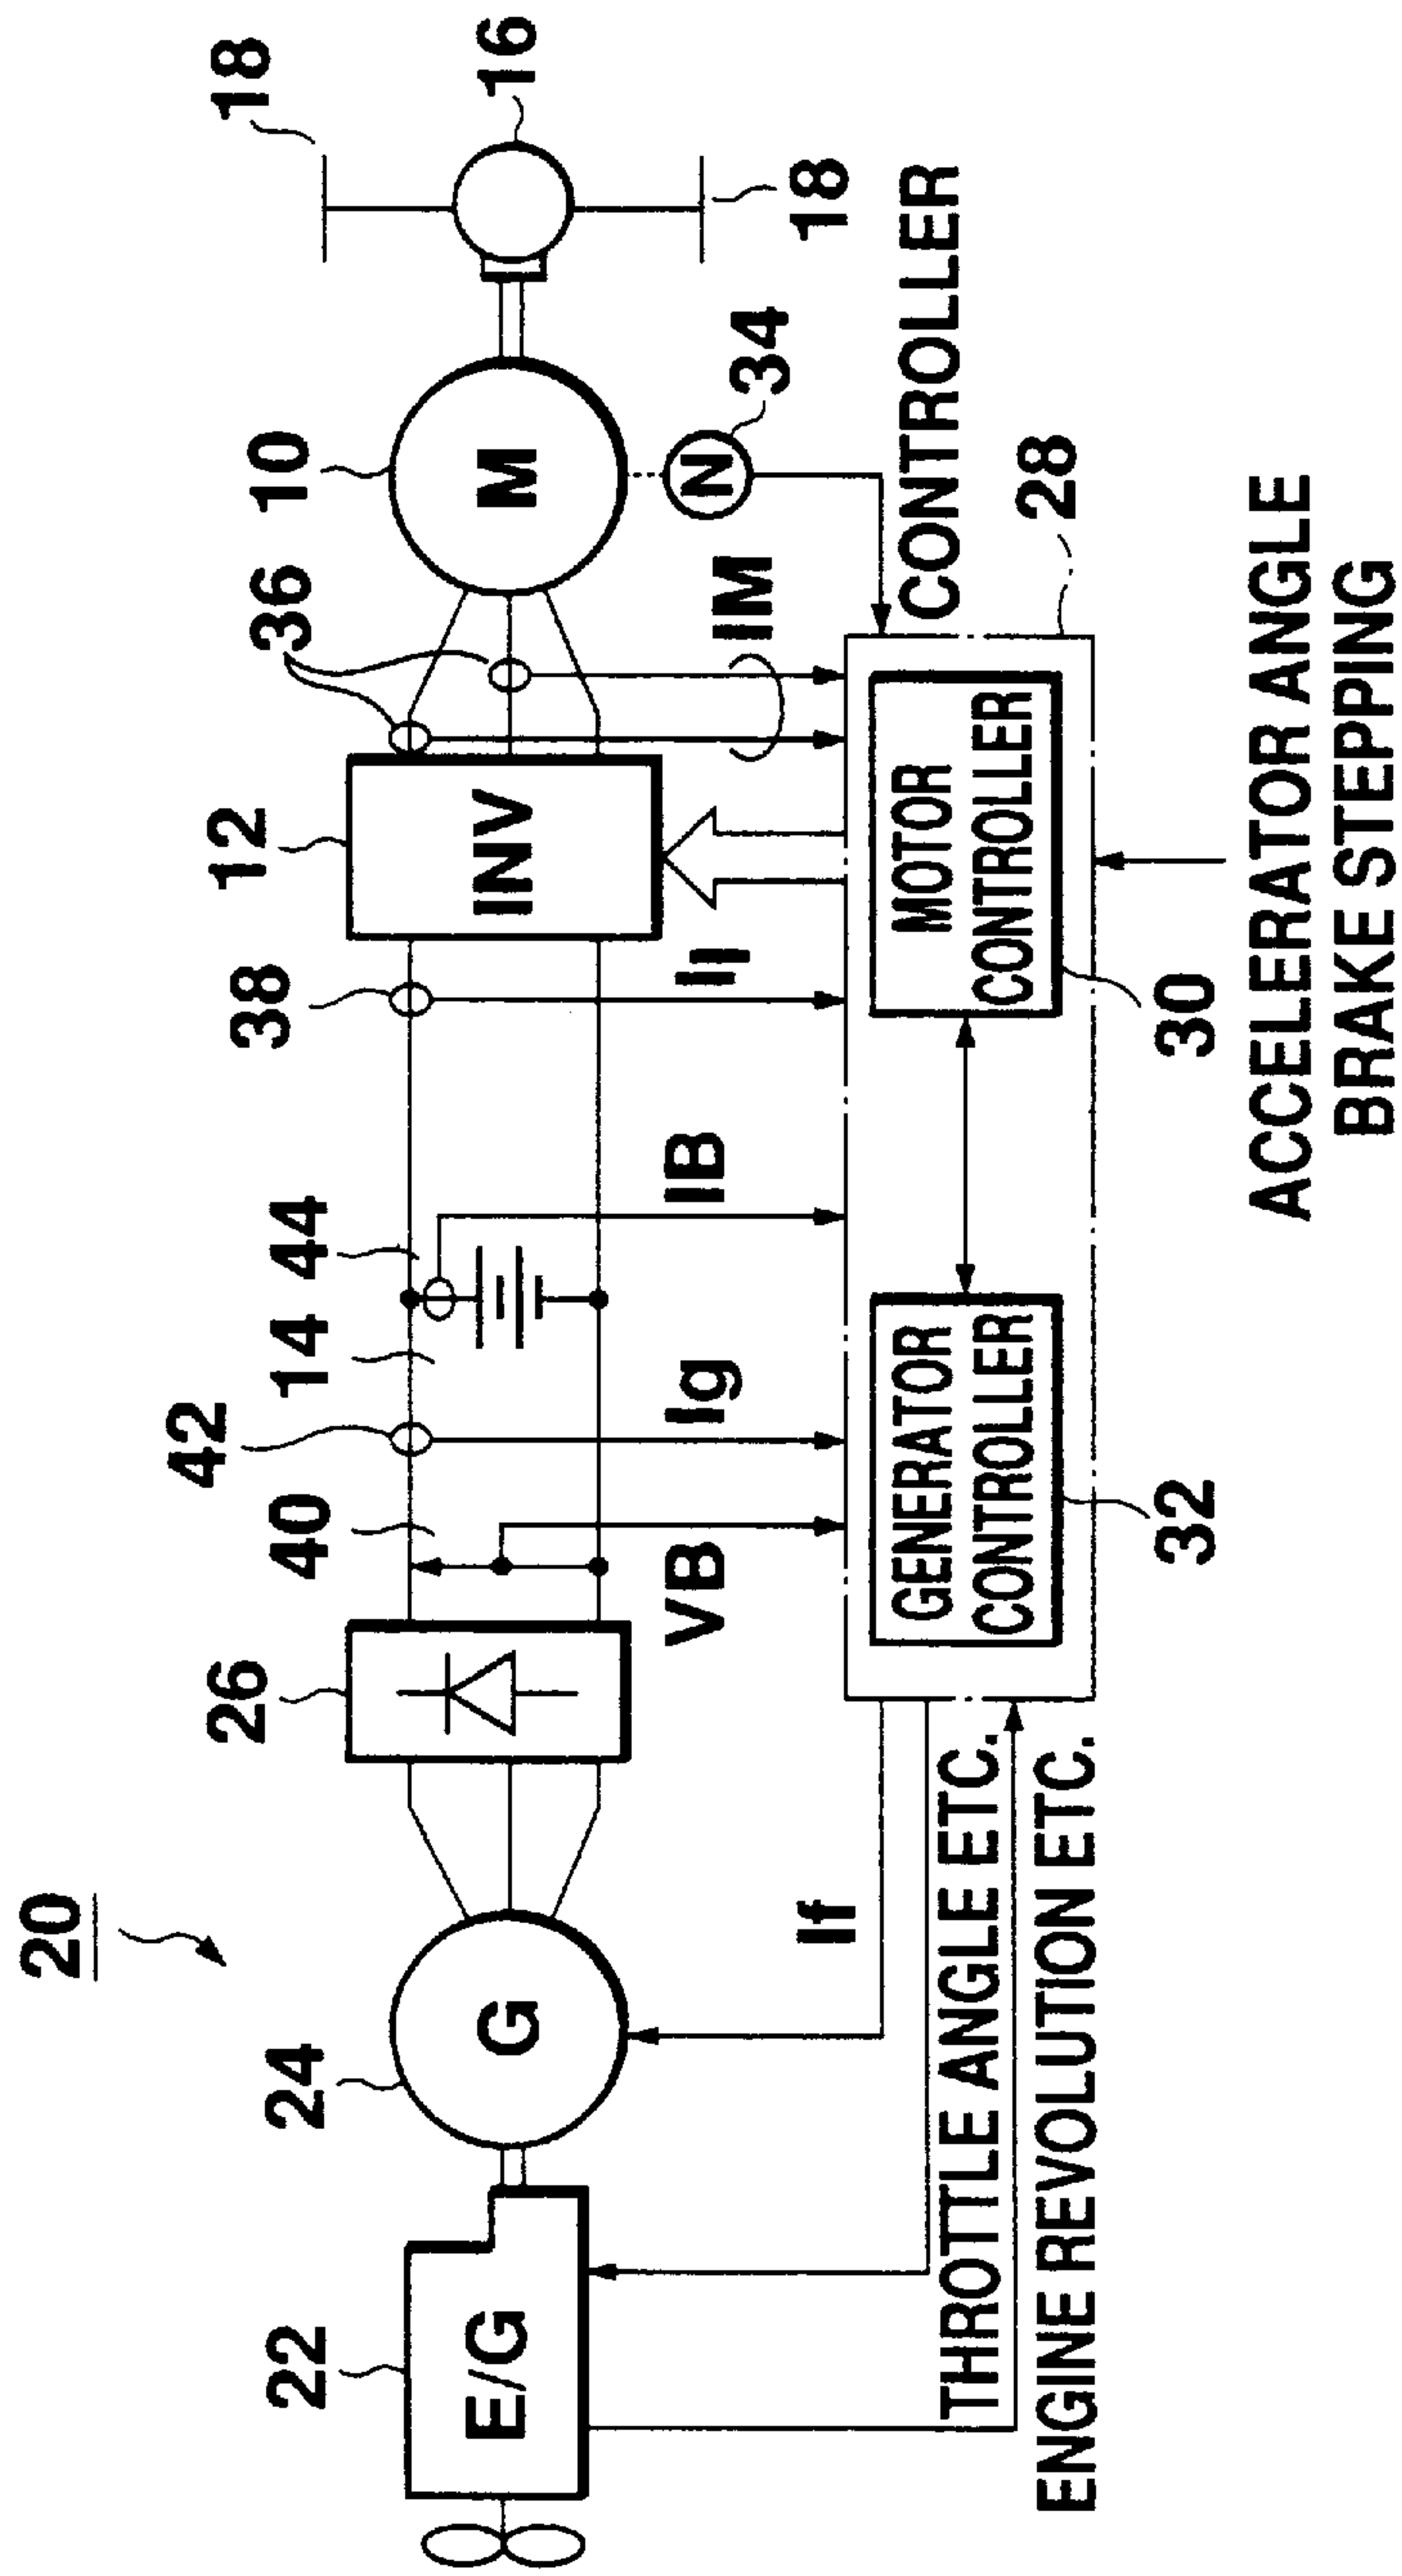 20
22
E/G
24
G
26
40
VB
42
Ig
14
44
IB
38
II
12
INV
36
IM
10
M
34
N
16
18
18
If
THROTTLE ANGLE ETC.
ENGINE REVOLUTION ETC.
CONTROLLER
28
GENERATOR
CONTROLLER
32
MOTOR
CONTROLLER
30
ACCELERATOR ANGLE
BRAKE STEPPING